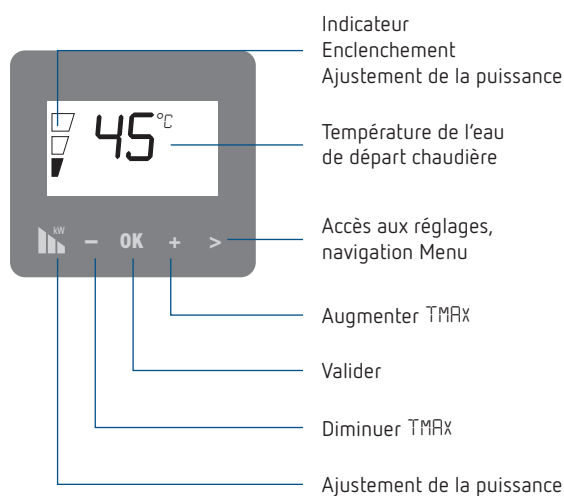 Indicateur
Enclenchement
Ajustement de la puissance
45°C
Température de l'eau
de départ chaudière
kW
– OK + >
Accès aux réglages,
navigation Menu
Augmenter TMAX
Valider
Diminuer TMAX
Ajustement de la puissance